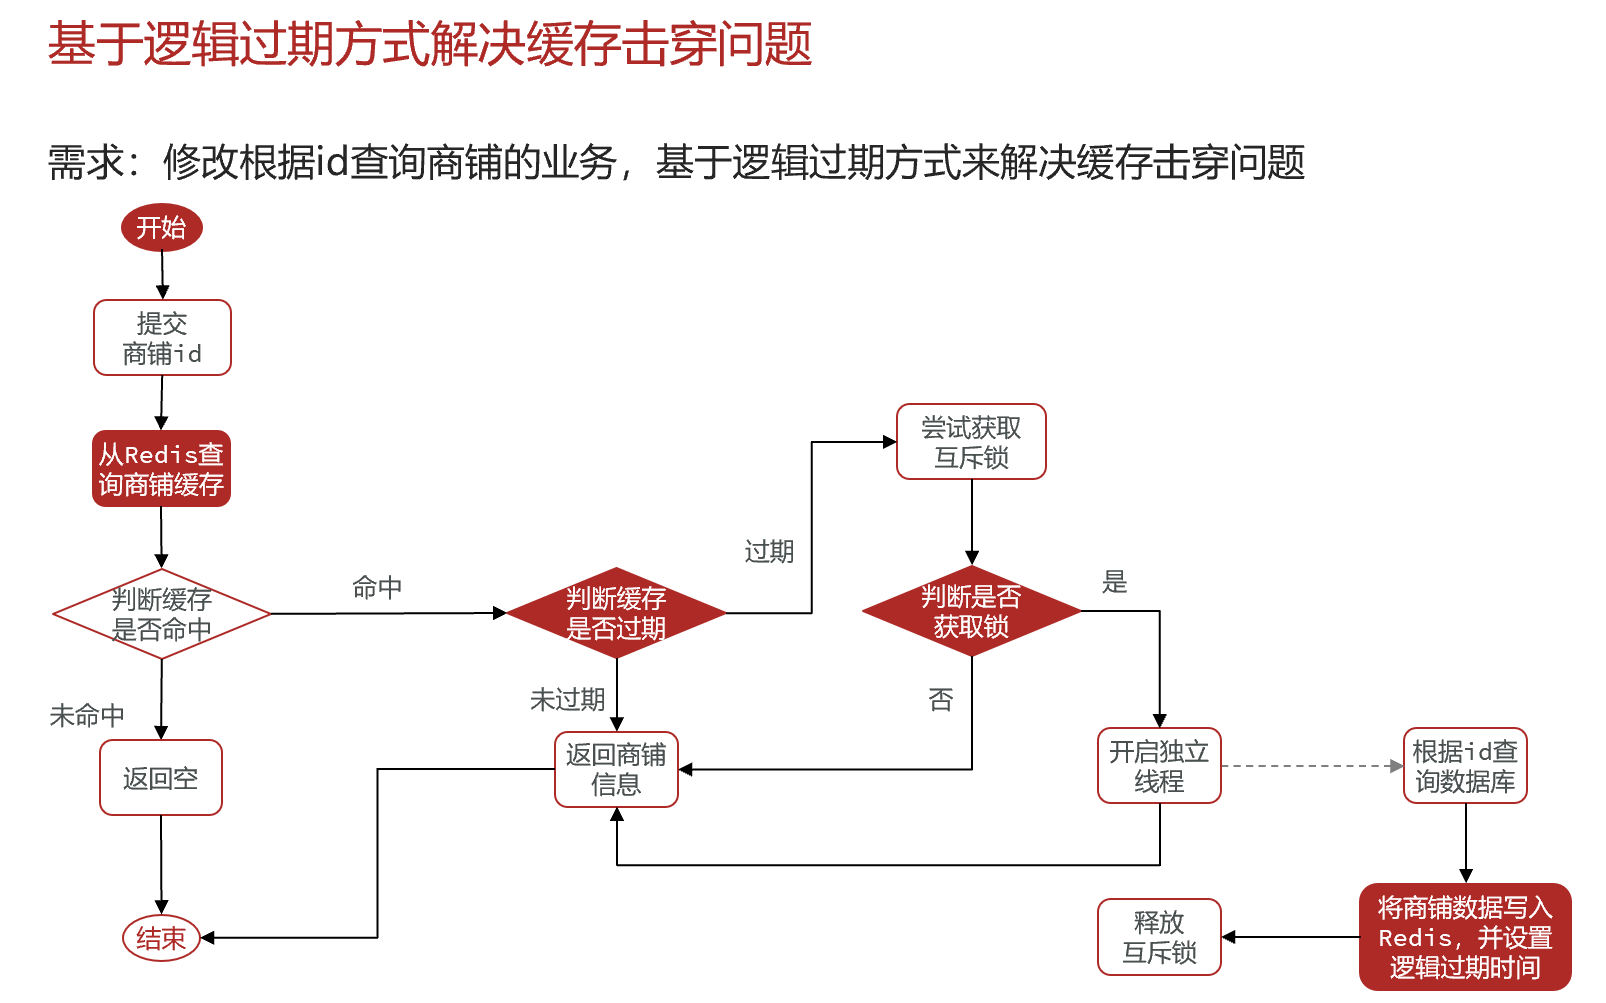 基于逻辑过期方式解决缓存击穿问题
需求：修改根据id查询商铺的业务，基于逻辑过期方式来解决缓存击穿问题
开始
提交
商铺id
从Redis查
询商铺缓存
判断缓存
是否命中
命中
未命中
返回空
结束
判断缓存
是否过期
过期
未过期
返回商铺
信息
尝试获取
互斥锁
判断是否
获取锁
是
否
开启独立
线程
根据id查
询数据库
将商铺数据写入
Redis，并设置
逻辑过期时间
释放
互斥锁